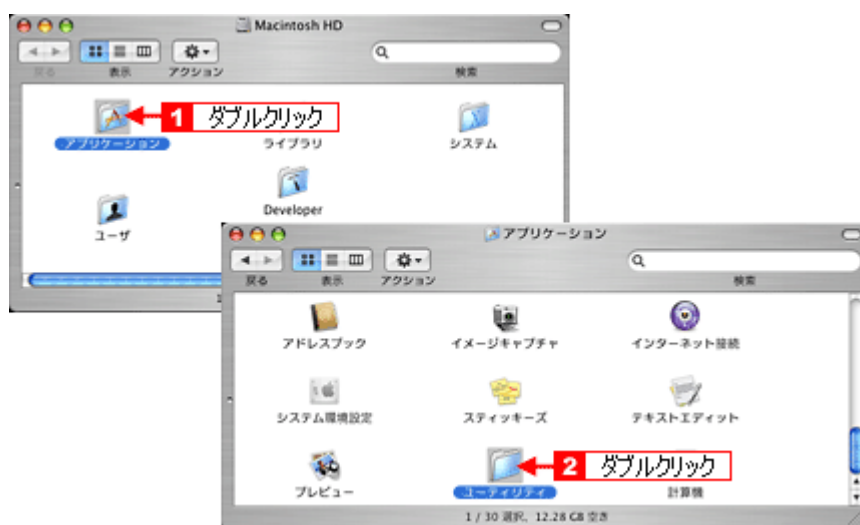 Macintosh HD
戻る 表示 アクション 検索
1 ダブルクリック
アプリケーション ライブラリ システム
ユーザ Developer
アプリケーション
戻る 表示 アクション 検索
アドレスブック イメージキャプチャ インターネット接続
システム環境設定 スティッキーズ テキストエディット
2 ダブルクリック
プレビュー ユーティリティ 計算機
1 / 30 選択、12.28 GB 空き